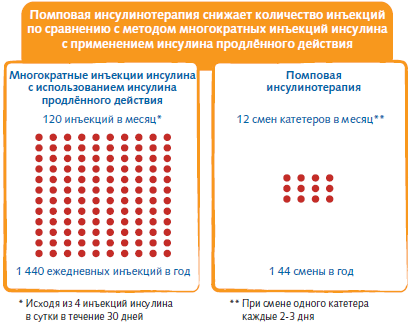 Помповая инсулинотерапия снижает количество инъекций
по сравнению с методом многократных инъекций инсулина
с применением инсулина продлённого действия
Многократные инъекции инсулина
с использованием инсулина
продлённого действия
120 инъекций в месяц*
1 440 ежедневных инъекций в год
Помповая
инсулинотерапия
12 смен катетеров в месяц**
1 44 смены в год
* Исходя из 4 инъекций инсулина
в сутки в течение 30 дней
** При смене одного катетера
каждые 2-3 дня